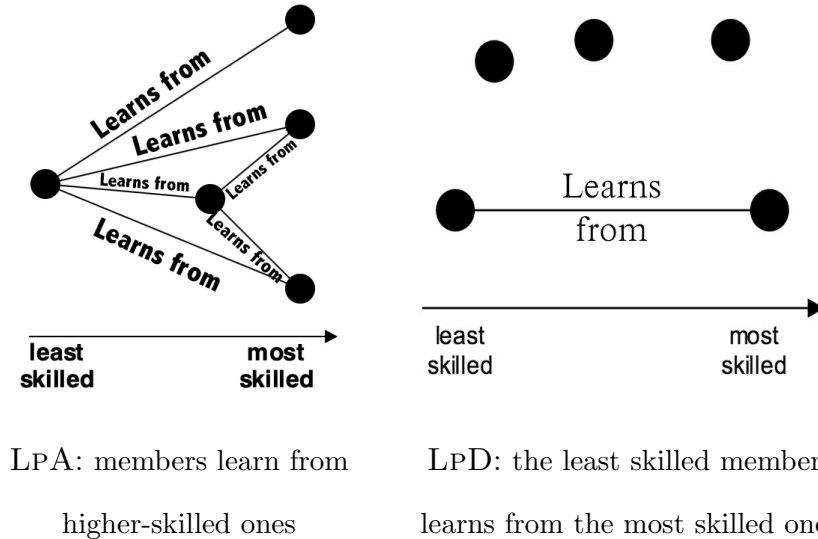 Learns from
Learns from
Learns from
Learns from
Learns from
Learns from
least
skilled
most
skilled
LPA: members learn from
higher-skilled ones
Learns
from
least
skilled
most
skilled
LPD: the least skilled member
learns from the most skilled one